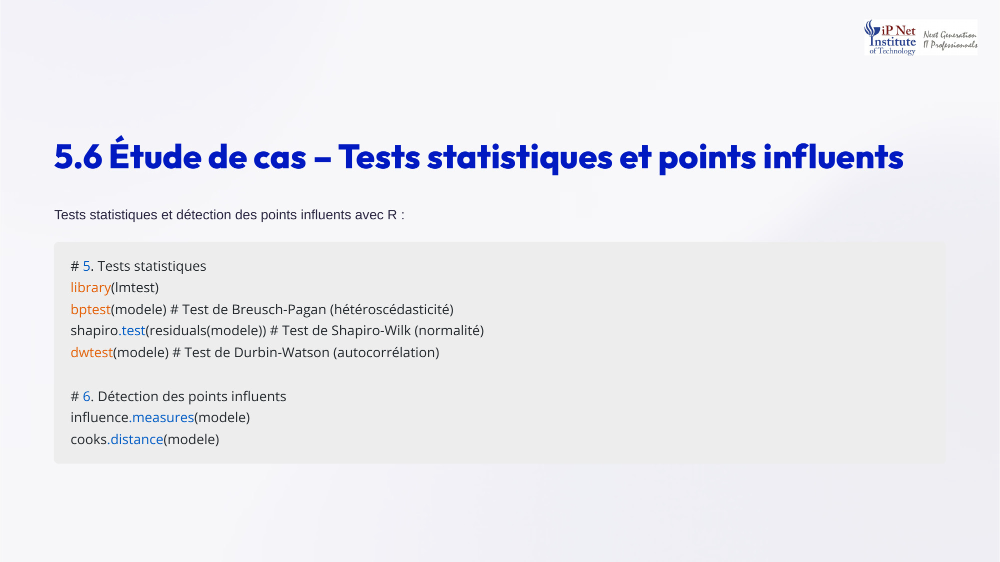 iP Net
Institute
of Technology
Next Generation
IT Professionnels
5.6 Étude de cas – Tests statistiques et points influents
Tests statistiques et détection des points influents avec R :
# 5. Tests statistiques
library(lmtest)
bptest(modele) # Test de Breusch-Pagan (hétéroscédasticité)
shapiro.test(residuals(modele)) # Test de Shapiro-Wilk (normalité)
dwtest(modele) # Test de Durbin-Watson (autocorrélation)
# 6. Détection des points influents
influence.measures(modele)
cooks.distance(modele)